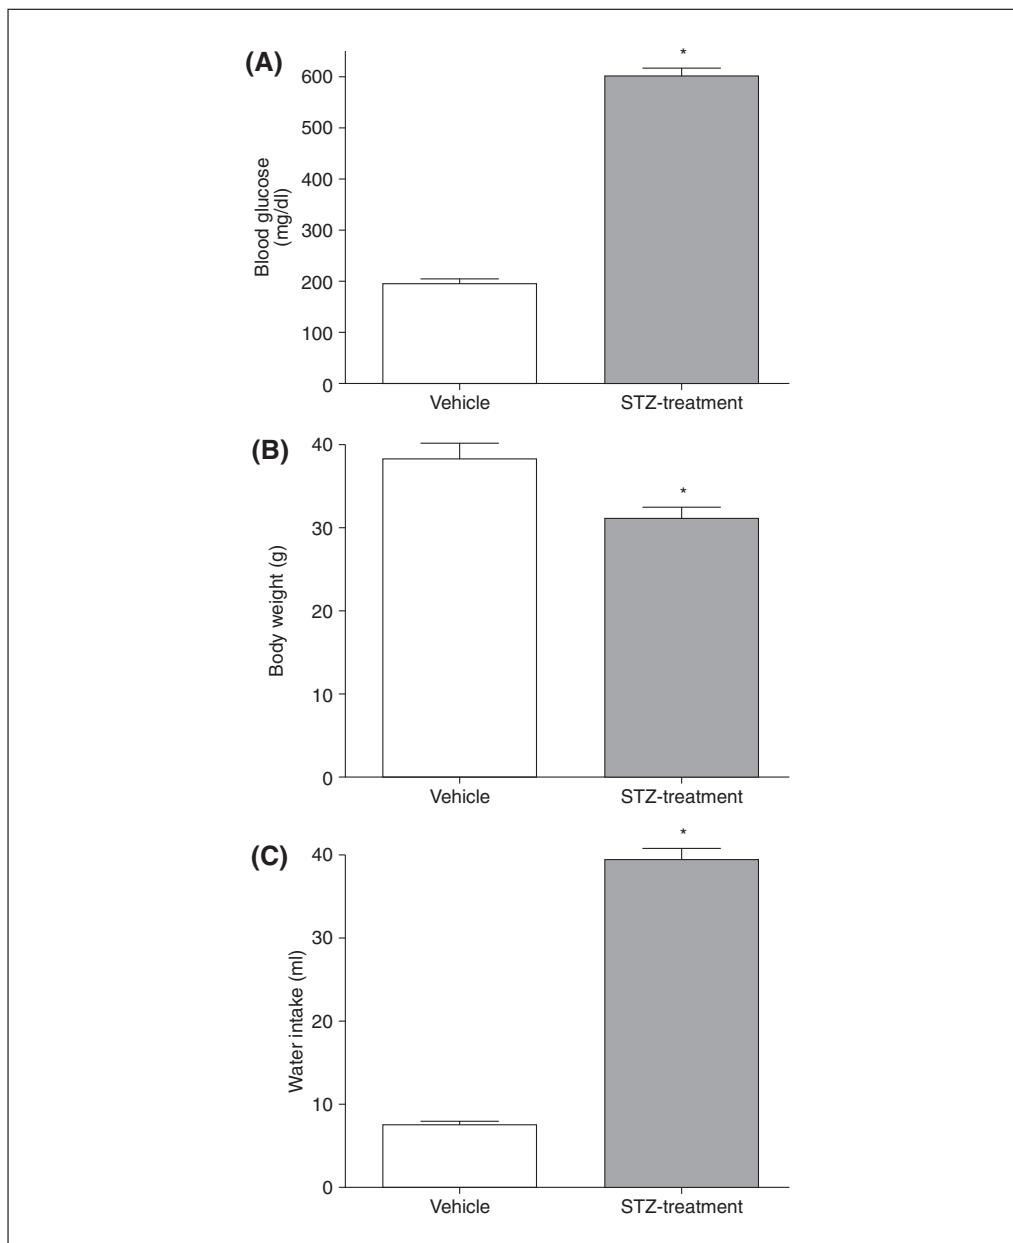 (A)
*
600
500
400
300
200
100
0
Blood glucose
(mg/dl)
Vehicle STZ-treatment
(B)
*
40
30
20
10
0
Body weight (g)
Vehicle STZ-treatment
(C)
*
40
30
20
10
0
Water intake (ml)
Vehicle STZ-treatment